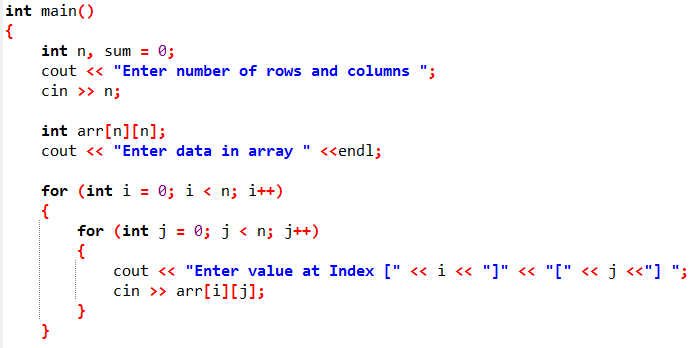 int main()
{
    int n, sum = 0;
    cout << "Enter number of rows and columns ";
    cin >> n;

    int arr[n][n];
    cout << "Enter data in array " <<endl;

    for (int i = 0; i < n; i++)
    {
        for (int j = 0; j < n; j++)
        {
            cout << "Enter value at Index [" << i << "]" << "[" << j <<"] ";
            cin >> arr[i][j];
        }
    }